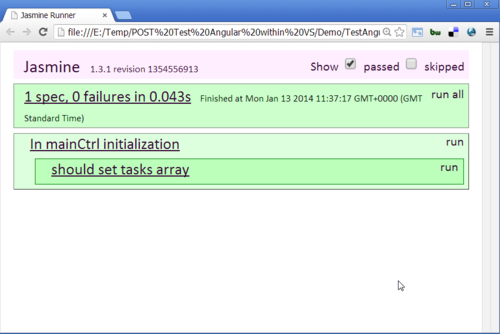 Jasmine Runner
file:///E:/Temp/POST%20Test%20Angular%20within%20VS/Demo/TestAng
Jasmine 1.3.1 revision 1354556913 Show passed skipped
1 spec, 0 failures in 0.043s Finished at Mon Jan 13 2014 11:37:17 GMT+0000 (GMT run all
Standard Time)
In mainCtrl initialization run
should set tasks array run